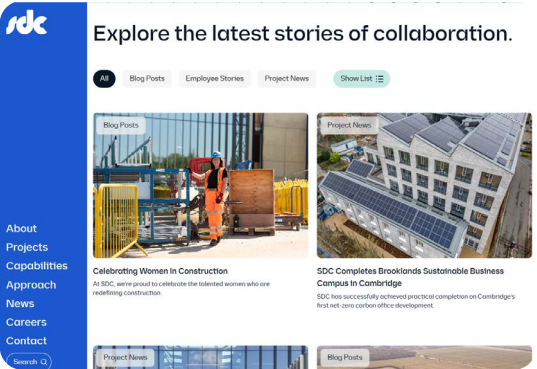 sdc
Explore the latest stories of collaboration.
All
Blog Posts
Employee Stories
Project News
Show List
Blog Posts
Project News
Celebrating Women In Construction
At SDC, we're proud to celebrate the talented women who are
redefining construction.
SDC Completes Brooklands Sustainable Business
Campus In Cambridge
SDC has successfully achieved practical completion on Cambridge's
first net-zero carbon office development.
About
Projects
Capabilities
Approach
News
Careers
Contact
Search
Project News
Blog Posts